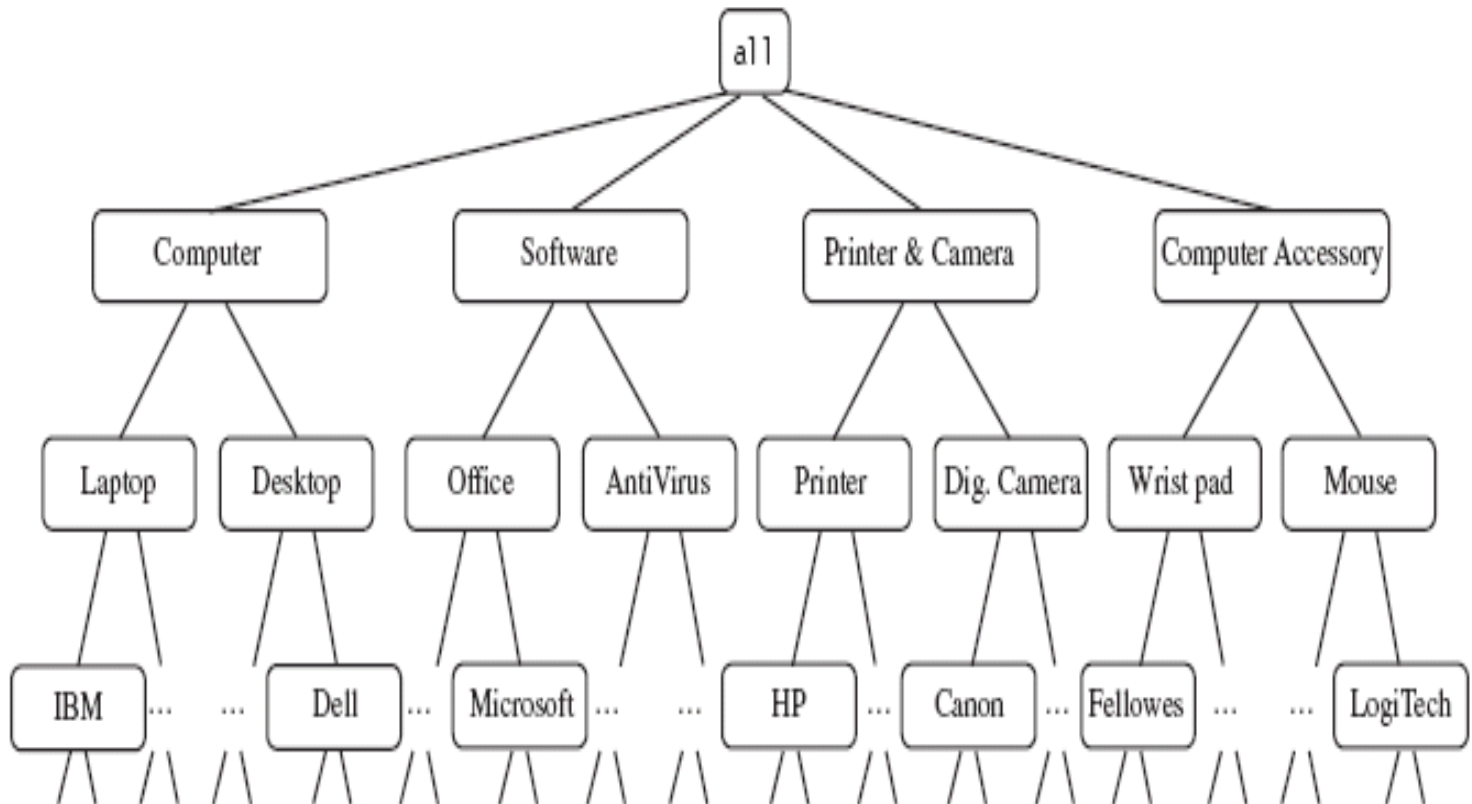 all
Computer
Software
Printer & Camera
Computer Accessory
Laptop
Desktop
Office
AntiVirus
Printer
Dig. Camera
Wrist pad
Mouse
IBM
...
...
Dell
...
Microsoft
...
...
HP
...
Canon
...
Fellowes
...
...
LogiTech